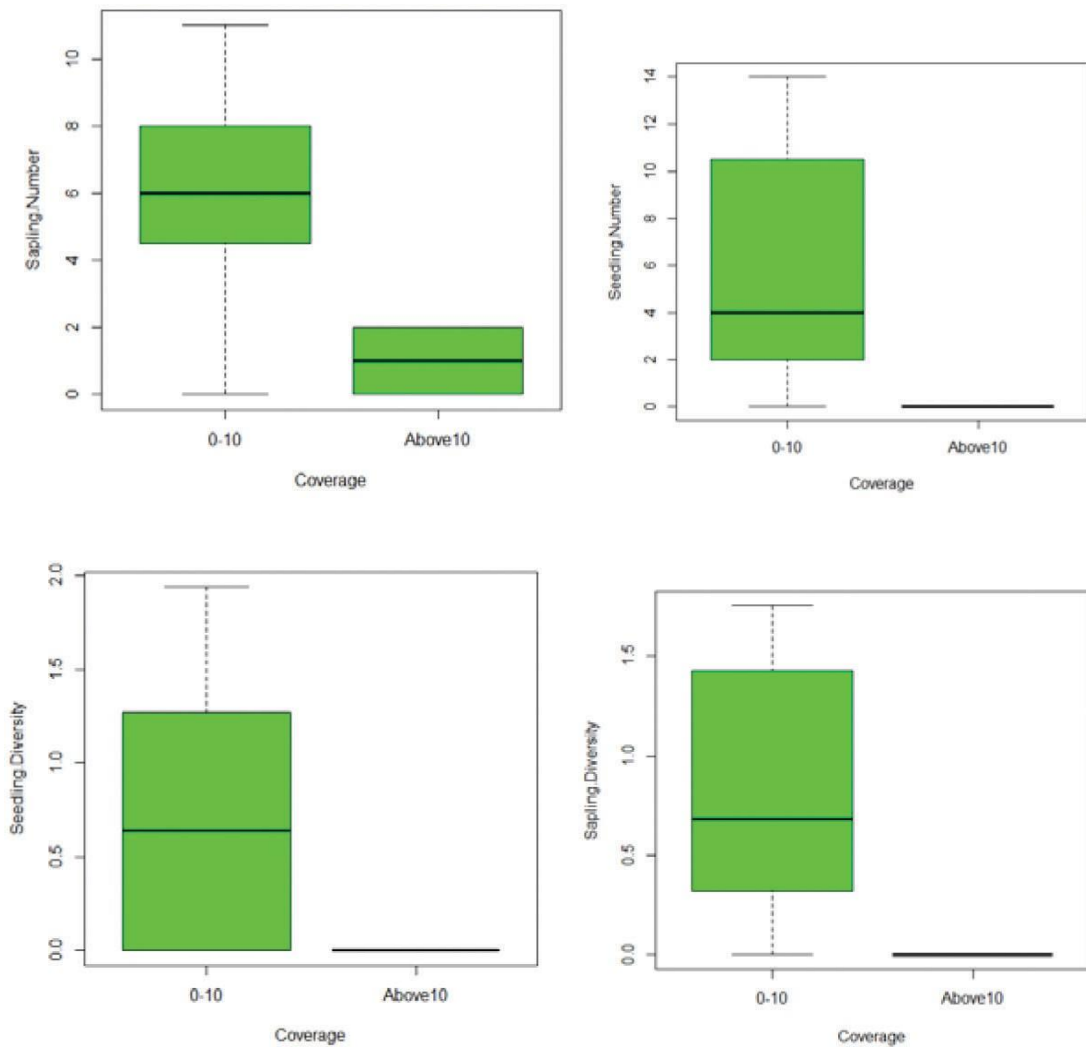 Sapling.Number
10
8
6
4
2
0
0-10 Above10
Coverage
Seedling.Number
14
12
10
8
6
4
2
0
0-10 Above10
Coverage
Seedling.Diversity
2.0
1.5
1.0
0.5
0.0
0-10 Above10
Coverage
Sapling.Diversity
1.5
1.0
0.5
0.0
0-10 Above10
Coverage